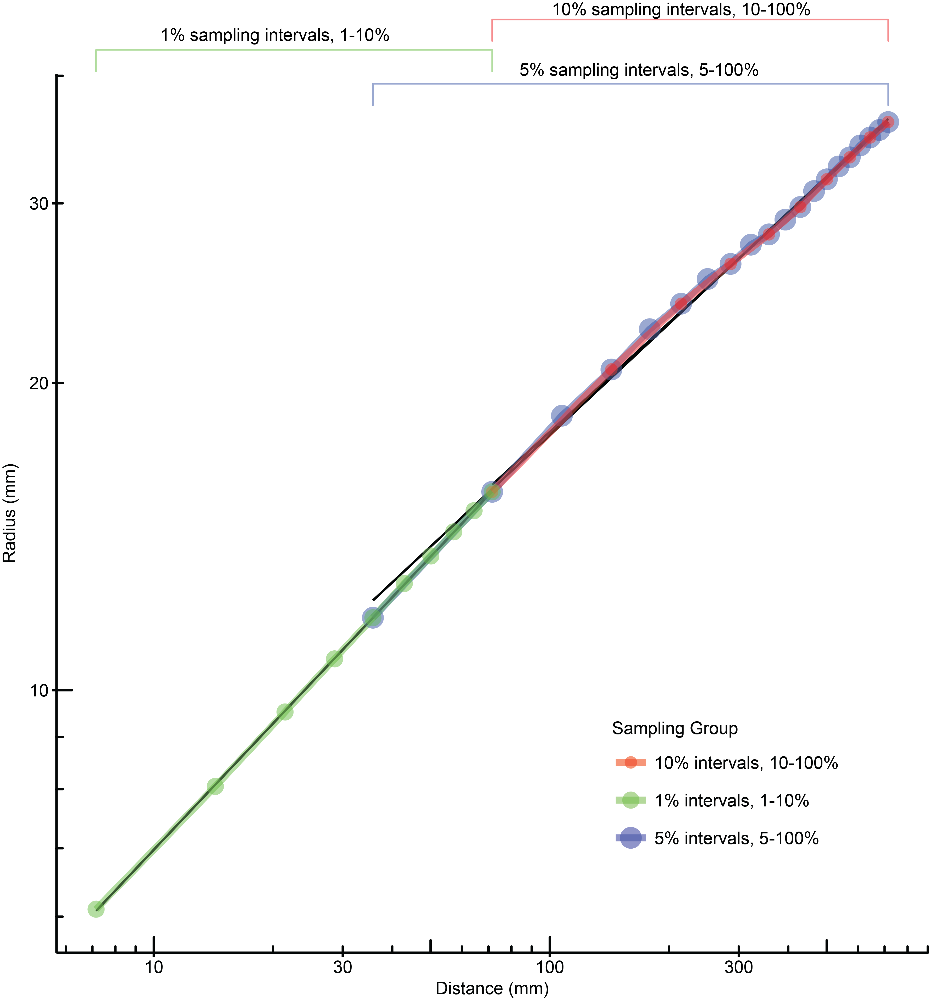 10% sampling intervals, 10-100%
1% sampling intervals, 1-10%
5% sampling intervals, 5-100%
30
20
10
Radius (mm)
Sampling Group
10% intervals, 10-100%
1% intervals, 1-10%
5% intervals, 5-100%
10
30
100
300
Distance (mm)